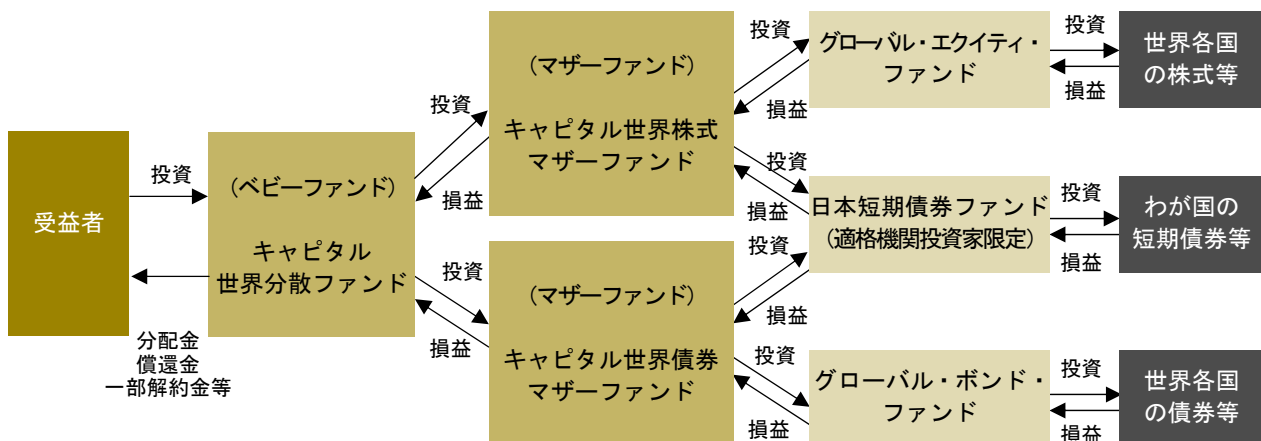 受益者
投資
分配金
償還金
一部解約金等
(ベビーファンド)
キャピタル
世界分散ファンド
投資
損益
投資
損益
(マザーファンド)
キャピタル世界株式
マザーファンド
(マザーファンド)
キャピタル世界債券
マザーファンド
投資
損益
投資
損益
投資
損益
投資
損益
グローバル・エクイティ・
ファンド
日本短期債券ファンド
(適格機関投資家限定)
グローバル・ボンド・
ファンド
投資
損益
投資
損益
投資
損益
世界各国
の株式等
わが国の
短期債券等
世界各国
の債券等